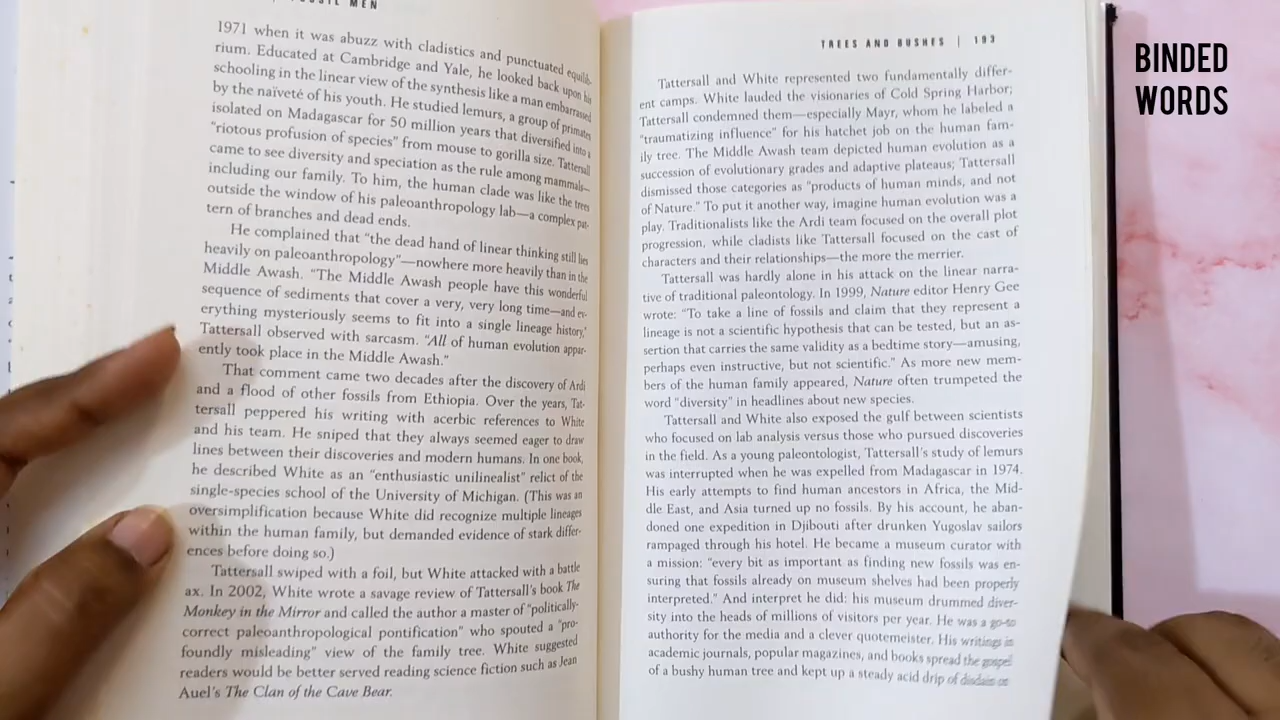 FOSSIL MEN
1971 when it was abuzz with cladistics and punctuated equilib-
rium. Educated at Cambridge and Yale, he looked back upon his
schooling in the linear view of the synthesis like a man embarrassed
by the naïveté of his youth. He studied lemurs, a group of primates
isolated on Madagascar for 50 million years that diversified into a
"riotous profusion of species" from mouse to gorilla size. Tattersall
came to see diversity and speciation as the rule among mammals—
including our family. To him, the human clade was like the trees
outside the window of his paleoanthropology lab—a complex pat-
tern of branches and dead ends.
He complained that "the dead hand of linear thinking still lies
heavily on paleoanthropology"—nowhere more heavily than in the
Middle Awash. "The Middle Awash people have this wonderful
sequence of sediments that cover a very, very long time—and ev-
erything mysteriously seems to fit into a single lineage history,"
Tattersall observed with sarcasm. "All of human evolution appar-
ently took place in the Middle Awash."
That comment came two decades after the discovery of Ardi
and a flood of other fossils from Ethiopia. Over the years, Tat-
tersall peppered his writing with acerbic references to White
and his team. He sniped that they always seemed eager to draw
lines between their discoveries and modern humans. In one book,
he described White as an "enthusiastic unilinealist" relict of the
single-species school of the University of Michigan. (This was an
oversimplification because White did recognize multiple lineages
within the human family, but demanded evidence of stark differ-
ences before doing so.)
Tattersall swiped with a foil, but White attacked with a battle
ax. In 2002, White wrote a savage review of Tattersall's book The
Monkey in the Mirror and called the author a master of "politically-
correct paleoanthropological pontification" who spouted a "pro-
foundly misleading" view of the family tree. White suggested
readers would be better served reading science fiction such as Jean
Auel's The Clan of the Cave Bear.
TREES AND BUSHES | 193
Tattersall and White represented two fundamentally differ-
ent camps. White lauded the visionaries of Cold Spring Harbor;
Tattersall condemned them—especially Mayr, whom he labeled a
"traumatizing influence" for his hatchet job on the human fam-
ily tree. The Middle Awash team depicted human evolution as a
succession of evolutionary grades and adaptive plateaus; Tattersall
dismissed those categories as "products of human minds, and not
of Nature." To put it another way, imagine human evolution was a
play. Traditionalists like the Ardi team focused on the overall plot
progression, while cladists like Tattersall focused on the cast of
characters and their relationships—the more the merrier.
Tattersall was hardly alone in his attack on the linear narra-
tive of traditional paleontology. In 1999, Nature editor Henry Gee
wrote: "To take a line of fossils and claim that they represent a
lineage is not a scientific hypothesis that can be tested, but an as-
sertion that carries the same validity as a bedtime story—amusing,
perhaps even instructive, but not scientific." As more new mem-
bers of the human family appeared, Nature often trumpeted the
word "diversity" in headlines about new species.
Tattersall and White also exposed the gulf between scientists
who focused on lab analysis versus those who pursued discoveries
in the field. As a young paleontologist, Tattersall's study of lemurs
was interrupted when he was expelled from Madagascar in 1974.
His early attempts to find human ancestors in Africa, the Mid-
dle East, and Asia turned up no fossils. By his account, he aban-
doned one expedition in Djibouti after drunken Yugoslav sailors
rampaged through his hotel. He became a museum curator with
a mission: "every bit as important as finding new fossils was en-
suring that fossils already on museum shelves had been properly
interpreted." And interpret he did: his museum drummed diver-
sity into the heads of millions of visitors per year. He was a go-to
authority for the media and a clever quotemeister. His writings in
academic journals, popular magazines, and books spread the gospel
of a bushy human tree and kept up a steady acid drip of disdain on
BINDED
WORDS